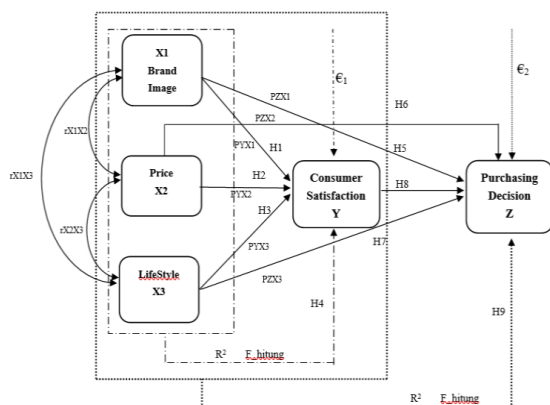 X1
Brand
Image
€1
€2
H6
PZX1
PZX2
rX1X2
PYX1
H1
H5
rX1X3
Price
X2
H2
PYX2
Consumer
Satisfaction
Y
H8
Purchasing
Decision
Z
H3
rX2X3
PYX3
H7
LifeStyle
X3
PZX3
H4
H9
R² F_hitung
R² F_hitung